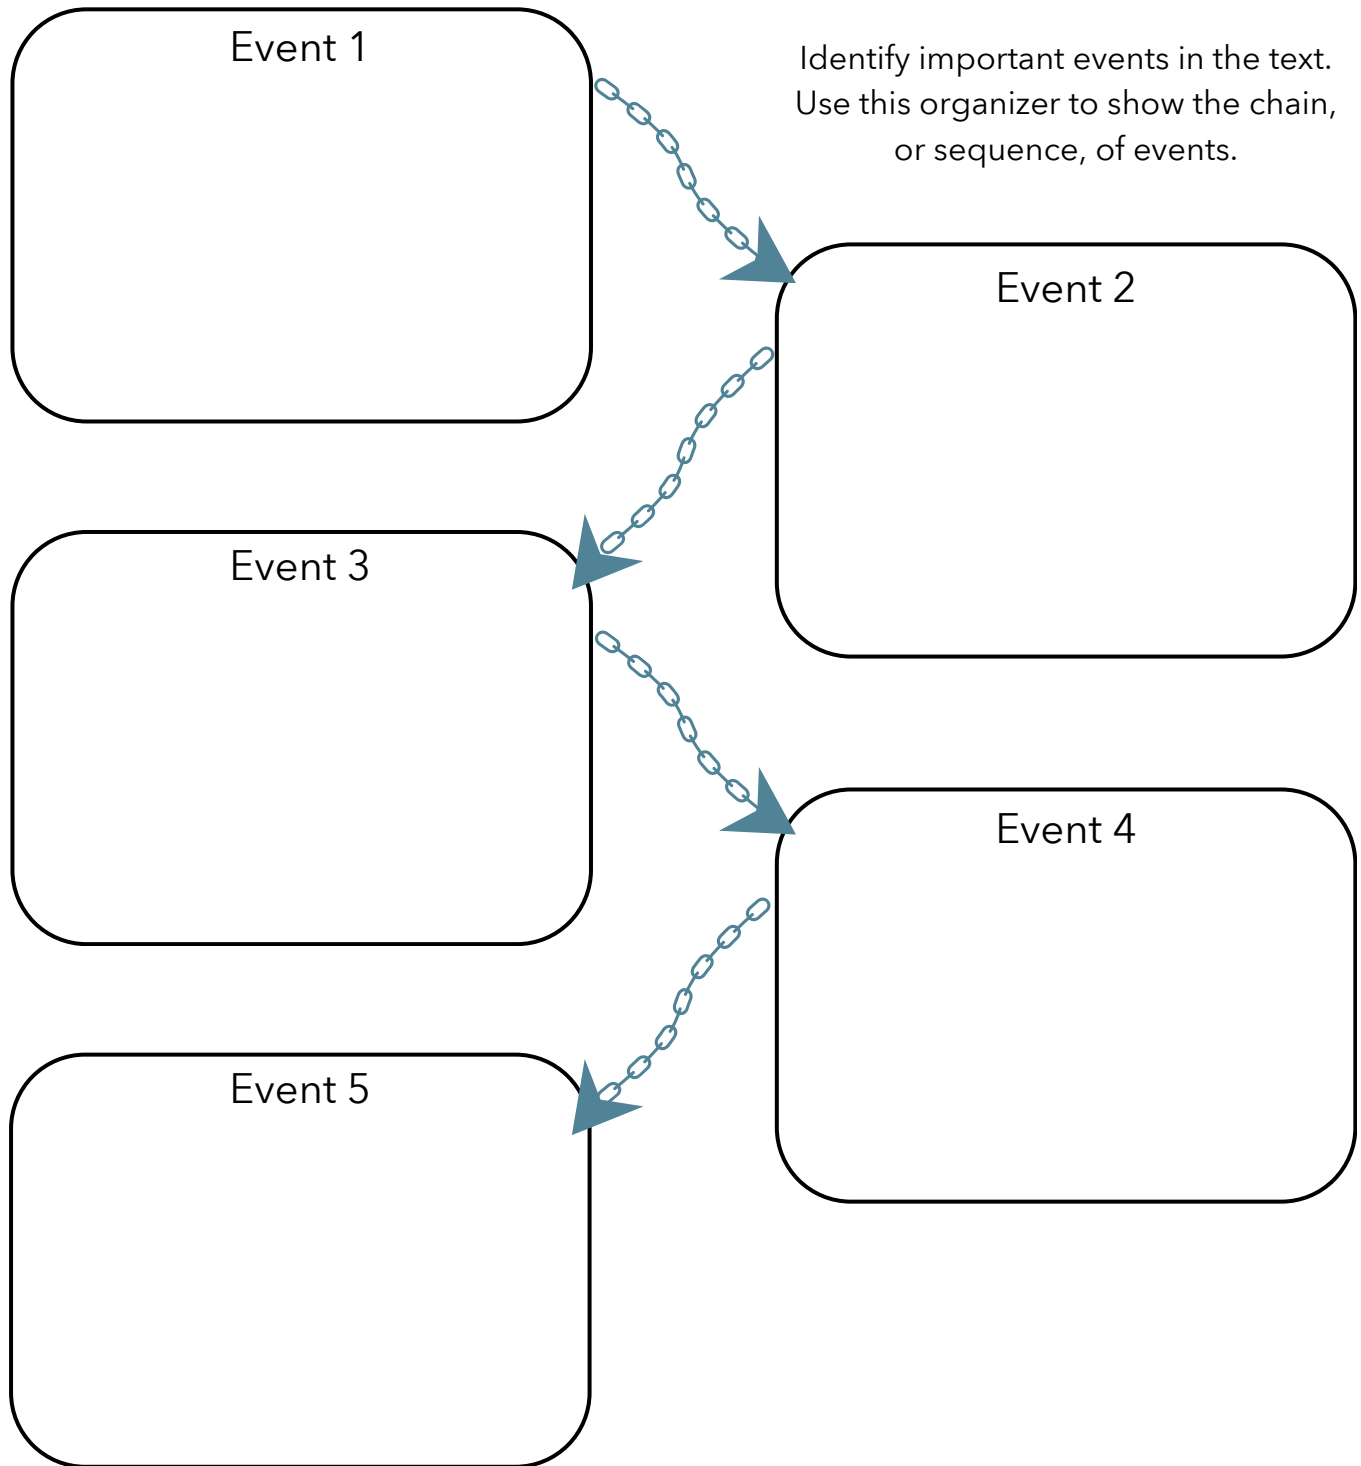 Event 1
Identify important events in the text.
Use this organizer to show the chain,
or sequence, of events.
Event 2
Event 3
Event 4
Event 5